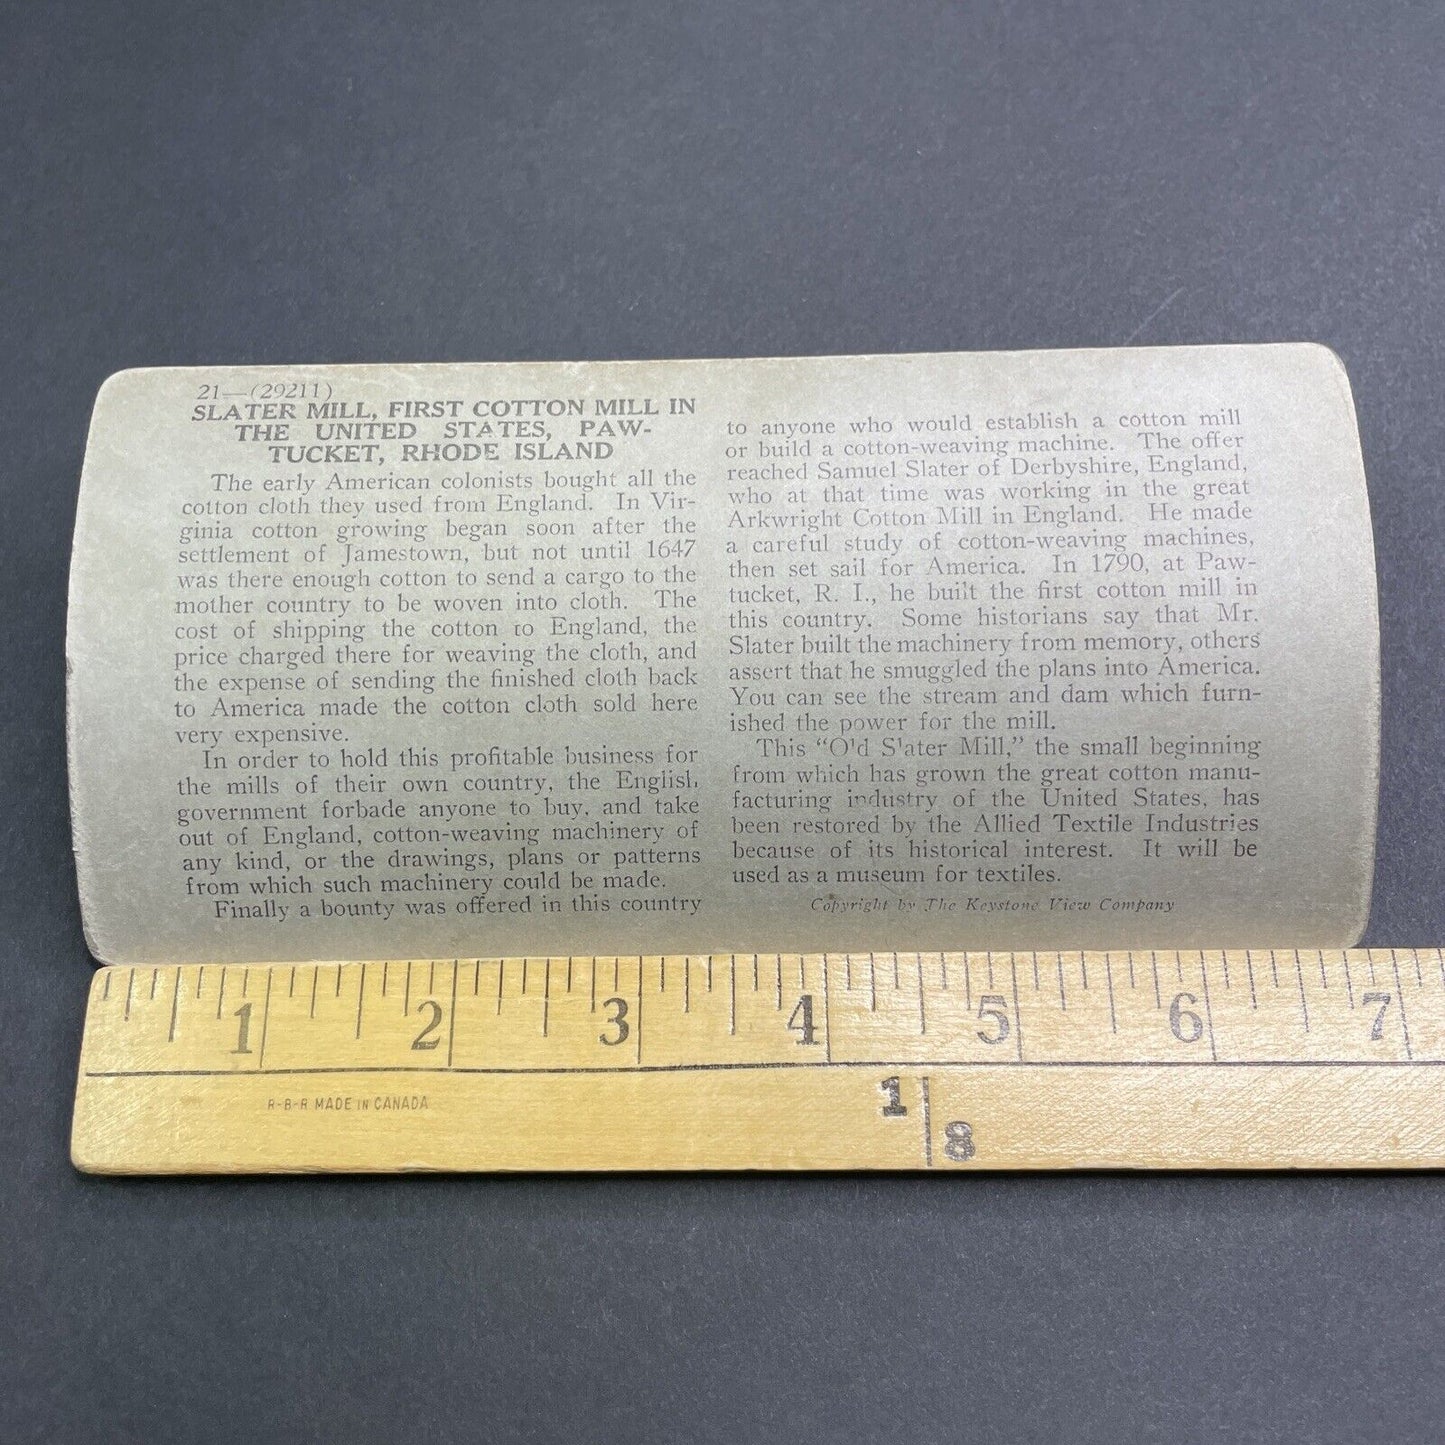 21—(29211)
SLATER MILL, FIRST COTTON MILL IN
THE UNITED STATES, PAW-
TUCKET, RHODE ISLAND
The early American colonists bought all the
cotton cloth they used from England. In Vir-
ginia cotton growing began soon after the
settlement of Jamestown, but not until 1647
was there enough cotton to send a cargo to the
mother country to be woven into cloth. The
cost of shipping the cotton to England, the
price charged there for weaving the cloth, and
the expense of sending the finished cloth back
to America made the cotton cloth sold here
very expensive.
In order to hold this profitable business for
the mills of their own country, the English
government forbade anyone to buy, and take
out of England, cotton-weaving machinery of
any kind, or the drawings, plans or patterns
from which such machinery could be made.
Finally a bounty was offered in this country
to anyone who would establish a cotton mill
or build a cotton-weaving machine. The offer
reached Samuel Slater of Derbyshire, England,
who at that time was working in the great
Arkwright Cotton Mill in England. He made
a careful study of cotton-weaving machines,
then set sail for America. In 1790, at Paw-
tucket, R. I., he built the first cotton mill in
this country. Some historians say that Mr.
Slater built the machinery from memory, others
assert that he smuggled the plans into America.
You can see the stream and dam which furn-
ished the power for the mill.
This "Old Slater Mill," the small beginning
from which has grown the great cotton manu-
facturing industry of the United States, has
been restored by the Allied Textile Industries
because of its historical interest. It will be
used as a museum for textiles.
Copyright by The Keystone View Company
1 2 3 4 5 6 7
R-B-R MADE IN CANADA
1
8